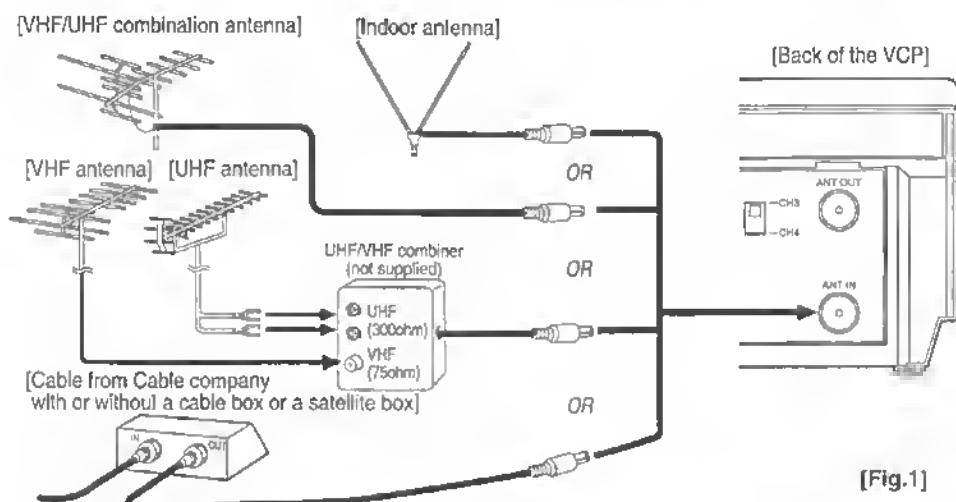 [VHF/UHF combination antenna]
[Indoor antenna]
[Back of the VCP]
[VHF antenna]
[UHF antenna]
OR
CH3
CH4
ANT OUT
UHF/VHF combiner
(not supplied)
OR
ANT IN
UHF
(300ohm)
VHF
(75ohm)
[Cable from Cable company
with or without a cable box or a satellite box]
OR
IN
OUT
[Fig.1]